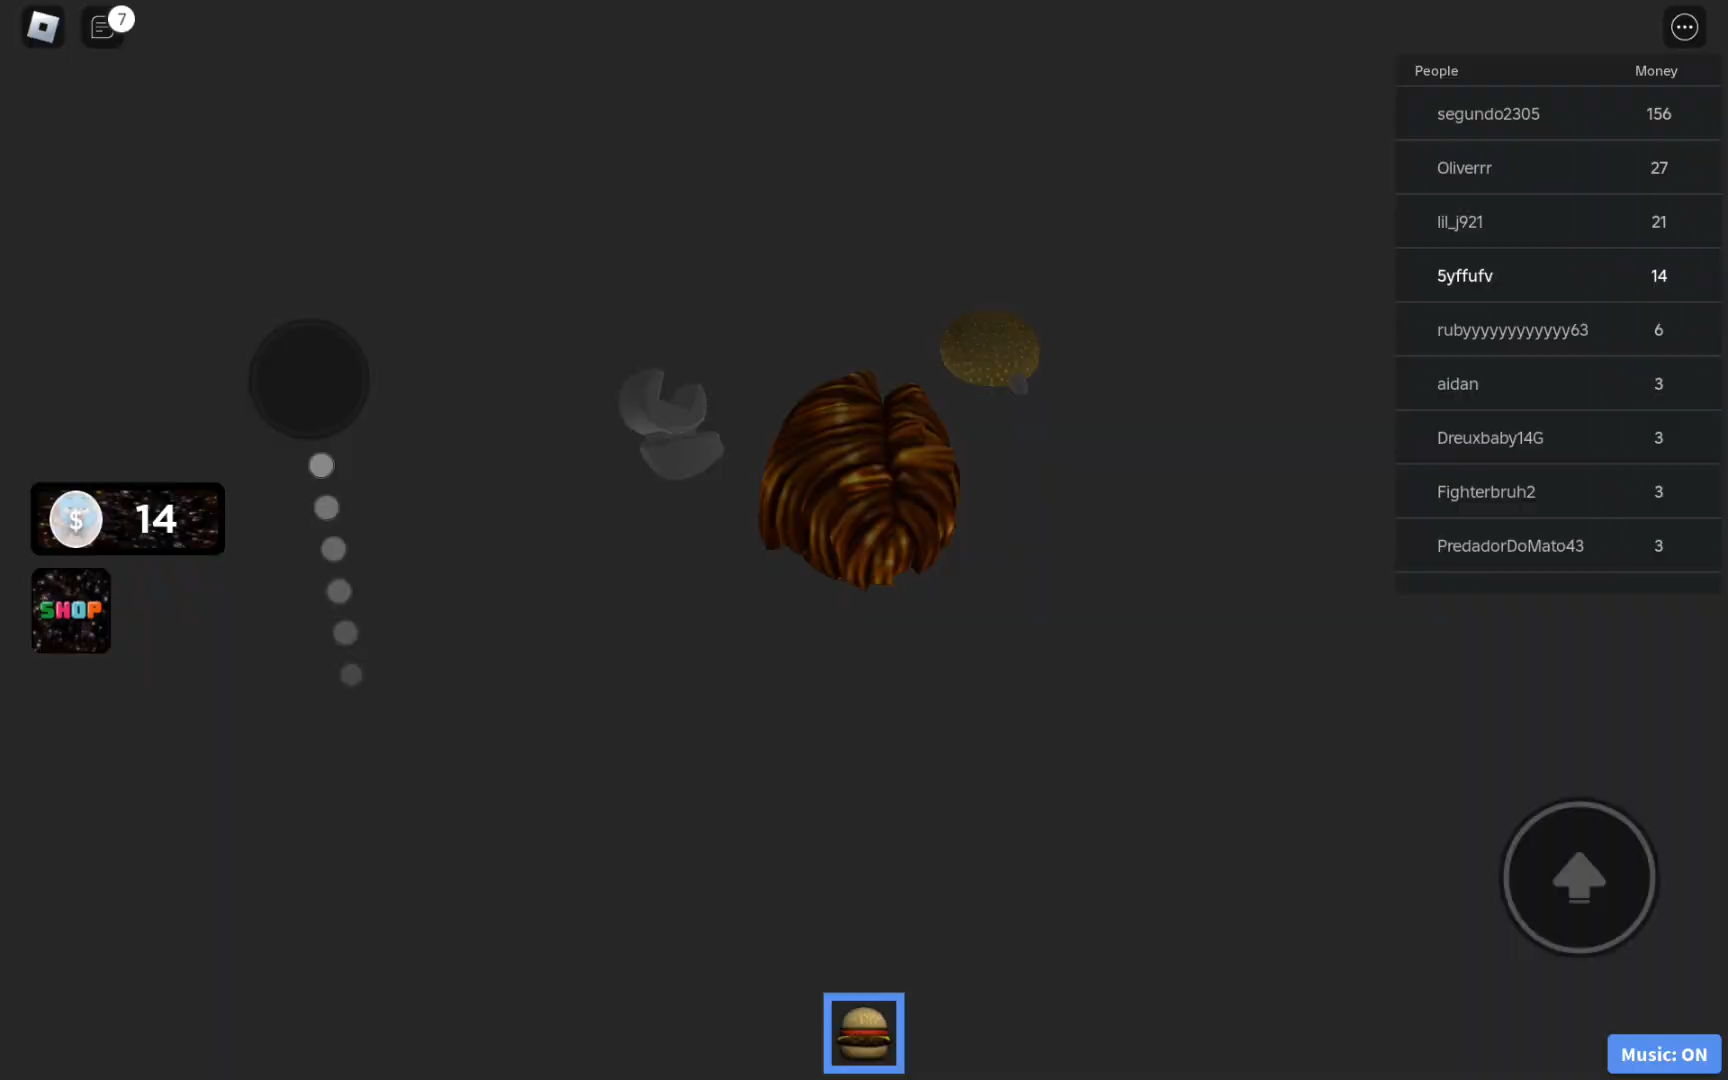 7
People Money
segundo2305 156
Oliverrr 27
lil_j921 21
5yffufv 14
rubyyyyyyyyyyyy63 6
aidan 3
Dreuxbaby14G 3
Fighterbruh2 3
PredadorDoMato43 3
$ 14
SHOP
Music: ON